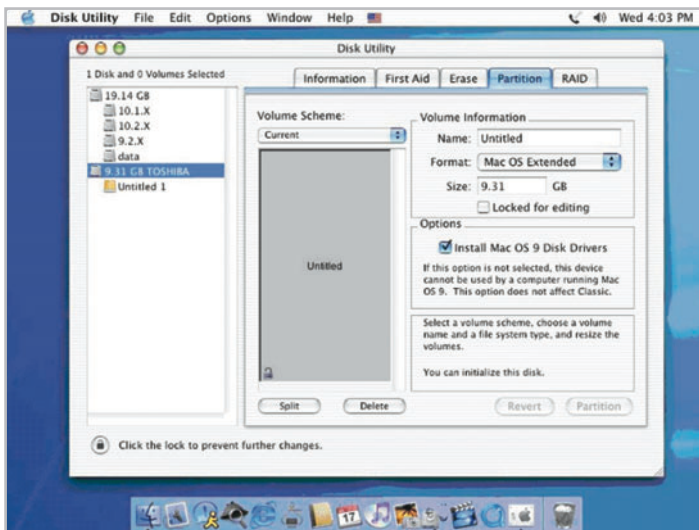 Disk Utility File Edit Options Window Help Wed 4:03 PM
Disk Utility
1 Disk and 0 Volumes Selected
Information First Aid Erase Partition RAID
19.14 GB
10.1.X
10.2.X
9.2.X
data
9.31 GB TOSHIBA
Untitled 1
Volume Scheme:
Current
Untitled
Split Delete
Volume Information
Name: Untitled
Format: Mac OS Extended
Size: 9.31 GB
Locked for editing
Options
Install Mac OS 9 Disk Drivers
If this option is not selected, this device
cannot be used by a computer running Mac
OS 9. This option does not affect Classic.
Select a volume scheme, choose a volume
name and a file system type, and resize the
volumes.
You can initialize this disk.
Revert Partition
Click the lock to prevent further changes.
17